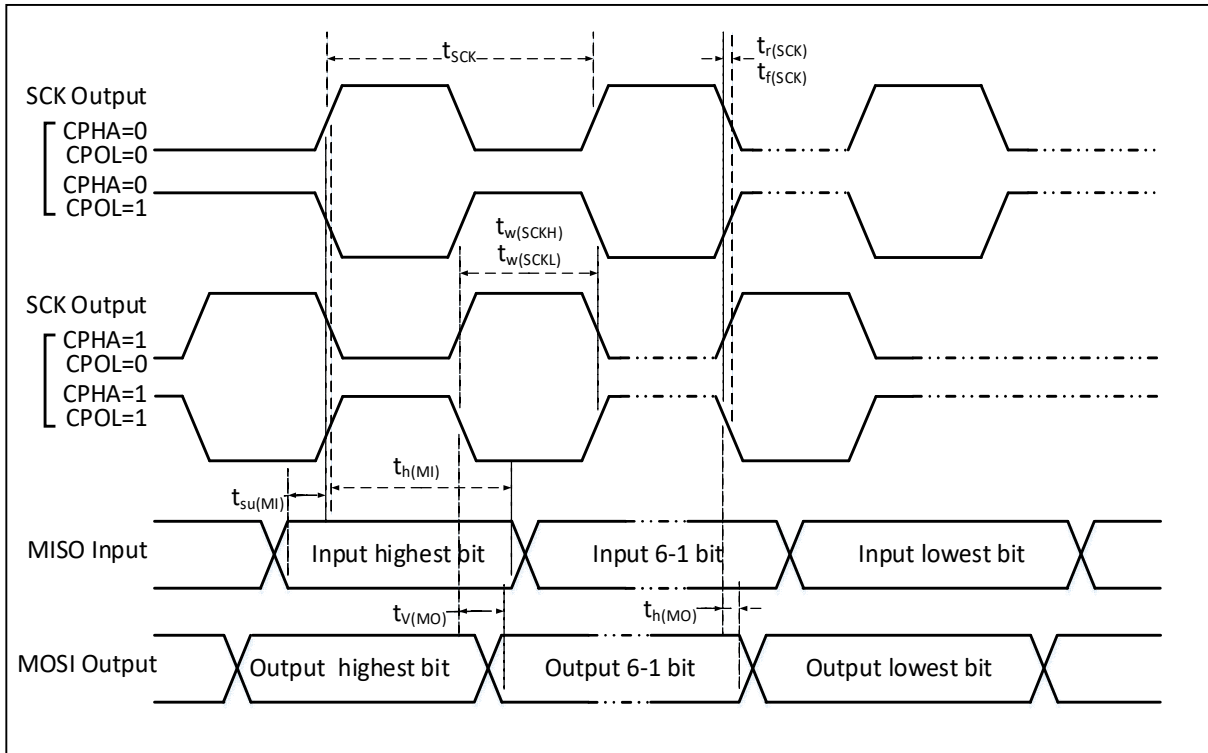 tSCK
tr(SCK)
tf(SCK)
SCK Output
CPHA=0
CPOL=0
CPHA=0
CPOL=1
tw(SCKH)
tw(SCKL)
SCK Output
CPHA=1
CPOL=0
CPHA=1
CPOL=1
th(MI)
tsu(MI)
MISO Input
Input highest bit
Input 6-1 bit
Input lowest bit
tV(MO)
th(MO)
MOSI Output
Output highest bit
Output 6-1 bit
Output lowest bit